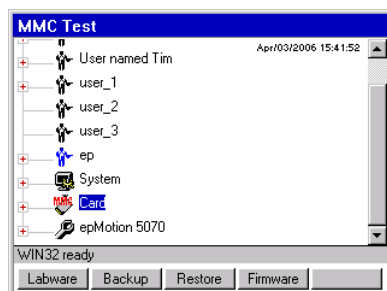 MMC Test
Apr/03/2006 15:41:52
User named Tim
user_1
user_2
user_3
ep
System
MMC Card
epMotion 5070
WIN32 ready
Labware Backup Restore Firmware